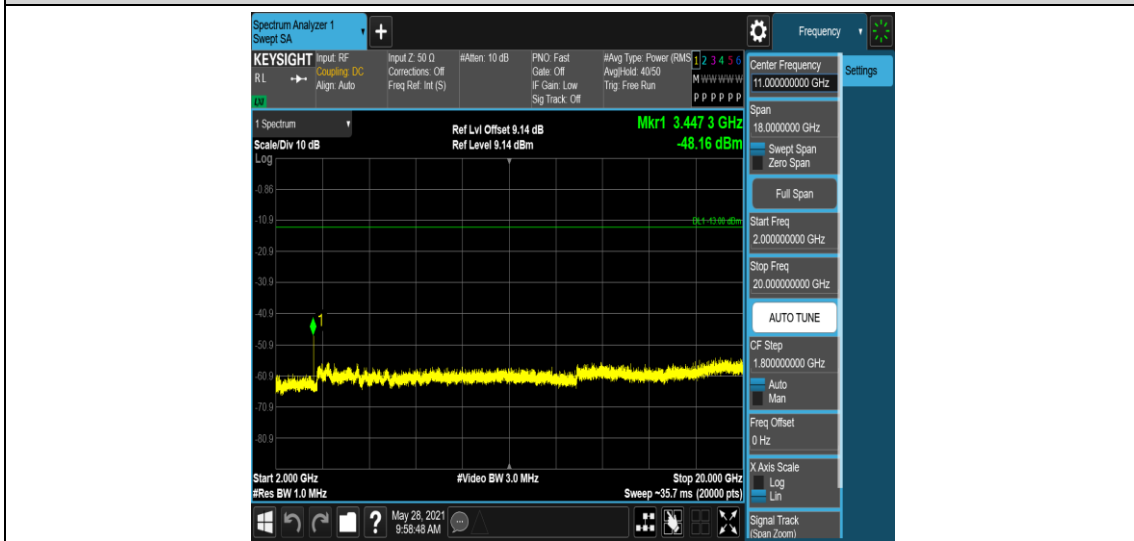 Spectrum Analyzer 1
Swept SA
+
Frequency
KEYSIGHT
RL
LXI
Input: RF
Coupling: DC
Align: Auto
Input Z: 50 Ω
Corrections: Off
Freq Ref: Int (S)
#Atten: 10 dB
PNO: Fast
Gate: Off
IF Gain: Low
Sig Track: Off
#Avg Type: Power (RMS
Avg|Hold: 40/50
Trig: Free Run
1 2 3 4 5 6
M W W W W W
P P P P P P
Center Frequency
11.000000000 GHz
Settings
1 Spectrum
Scale/Div 10 dB
Ref Lvl Offset 9.14 dB
Ref Level 9.14 dBm
Mkr1 3.447 3 GHz
-48.16 dBm
Span
18.0000000 GHz
Swept Span
Zero Span
Full Span
Start Freq
2.000000000 GHz
Stop Freq
20.000000000 GHz
AUTO TUNE
CF Step
1.800000000 GHz
Auto
Man
Freq Offset
0 Hz
X Axis Scale
Log
Lin
Signal Track
(Span Zoom)
Log
-0.86
-10.9
DL1 -13.00 dBm
-20.9
-30.9
-40.9
1
-50.9
-60.9
-70.9
-80.9
Start 2.000 GHz
#Res BW 1.0 MHz
#Video BW 3.0 MHz
Stop 20.000 GHz
Sweep ~35.7 ms (20000 pts)
?
May 28, 2021
9:58:48 AM